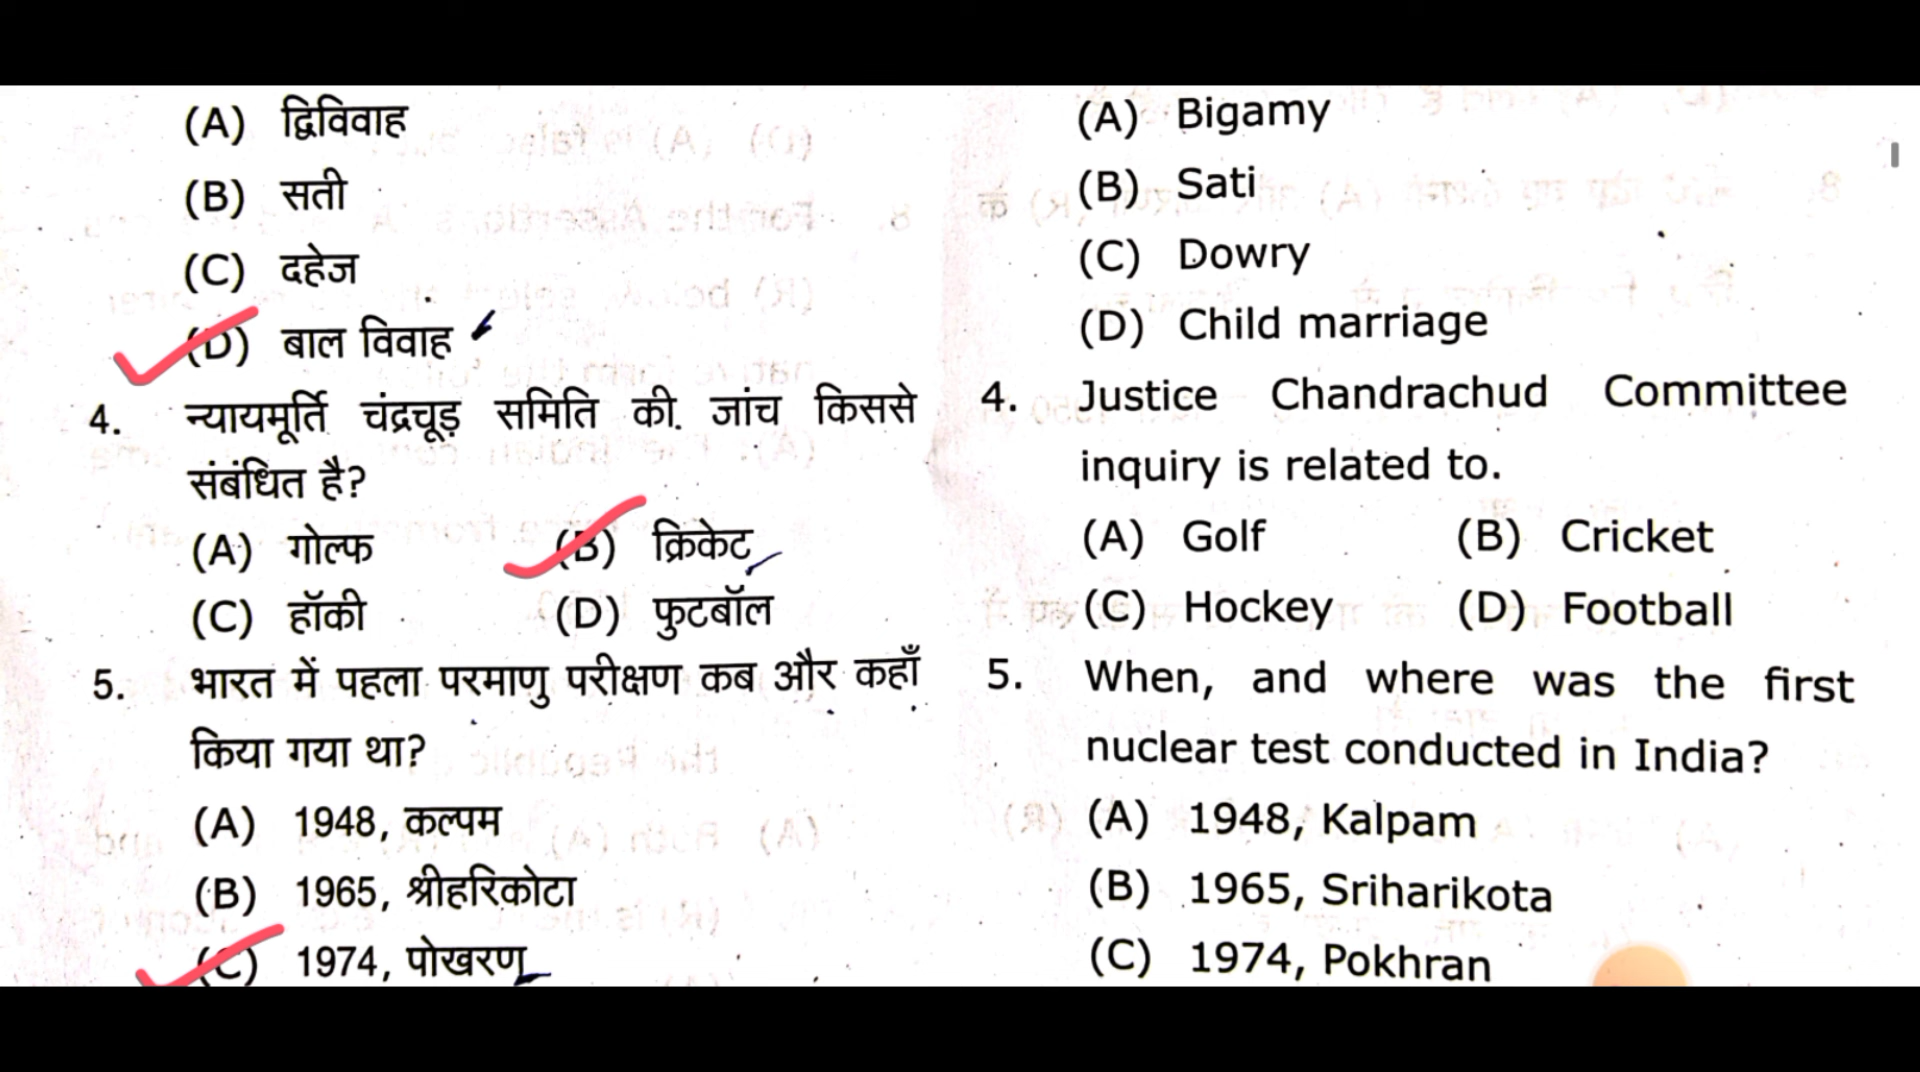 (A) द्विविवाह
(B) सती
(C) दहेज
(D) बाल विवाह
4. न्यायमूर्ति चंद्रचूड़ समिति की जांच किससे
संबंधित है?
(A) गोल्फ (B) क्रिकेट
(C) हॉकी (D) फुटबॉल
5. भारत में पहला परमाणु परीक्षण कब और कहाँ
किया गया था?
(A) 1948, कल्पम
(B) 1965, श्रीहरिकोटा
(C) 1974, पोखरण
(A) Bigamy
(B) Sati
(C) Dowry
(D) Child marriage
4. Justice Chandrachud Committee
inquiry is related to.
(A) Golf (B) Cricket
(C) Hockey (D) Football
5. When, and where was the first
nuclear test conducted in India?
(A) 1948, Kalpam
(B) 1965, Sriharikota
(C) 1974, Pokhran